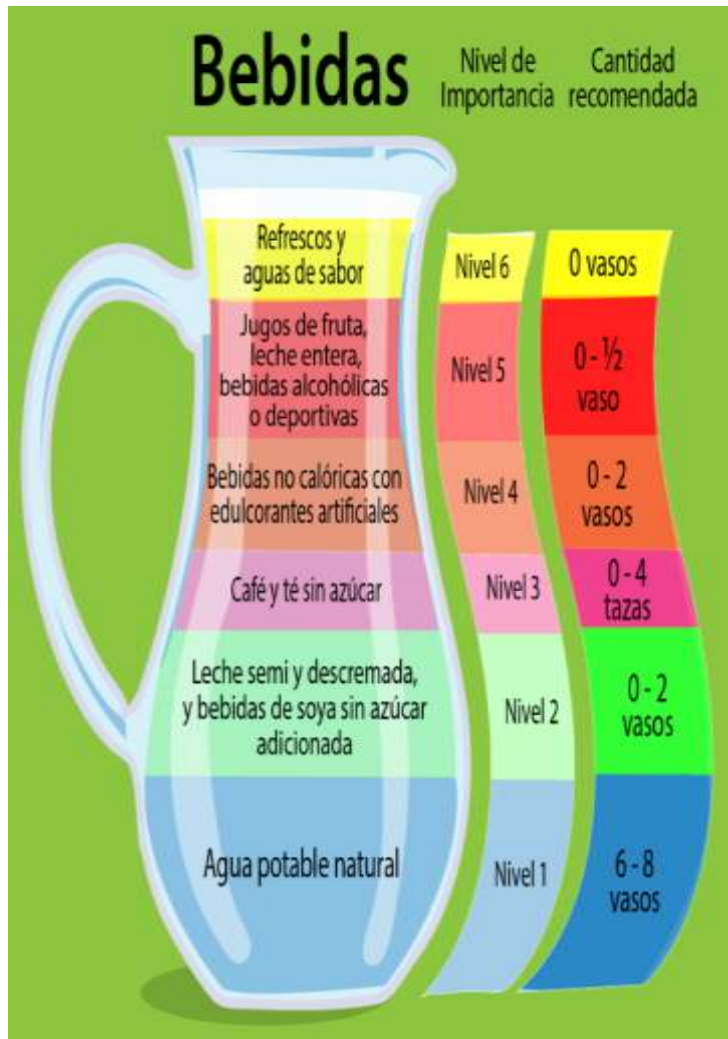 Bebidas
Nivel de
Importancia
Cantidad
recomendada
Refrescos y
aguas de sabor
Nivel 6
0 vasos
Jugos de fruta,
leche entera,
bebidas alcohólicas
o deportivas
Nivel 5
0 - ½
vaso
Bebidas no calóricas con
edulcorantes artificiales
Nivel 4
0 - 2
vasos
Café y té sin azúcar
Nivel 3
0 - 4
tazas
Leche semi y descremada,
y bebidas de soya sin azúcar
adicionada
Nivel 2
0 - 2
vasos
Agua potable natural
Nivel 1
6 - 8
vasos